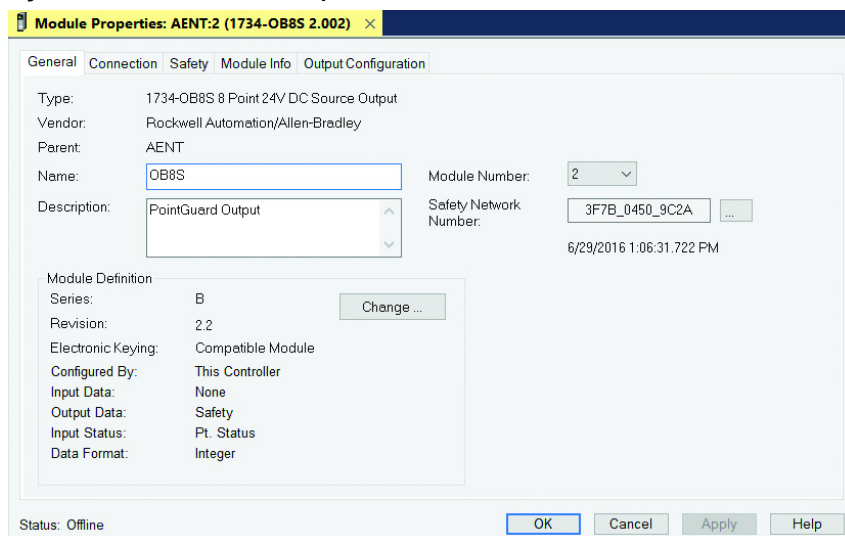 Module Properties: AENT:2 (1734-OB8S 2.002) ×
General Connection Safety Module Info Output Configuration
Type: 1734-OB8S 8 Point 24V DC Source Output
Vendor: Rockwell Automation/Allen-Bradley
Parent: AENT
Name: OB8S Module Number: 2
Description: PointGuard Output Safety Network Number: 3F7B_0450_9C2A ...
6/29/2016 1:06:31.722 PM
Module Definition
Series: B Change ...
Revision: 2.2
Electronic Keying: Compatible Module
Configured By: This Controller
Input Data: None
Output Data: Safety
Input Status: Pt. Status
Data Format: Integer
Status: Offline OK Cancel Apply Help